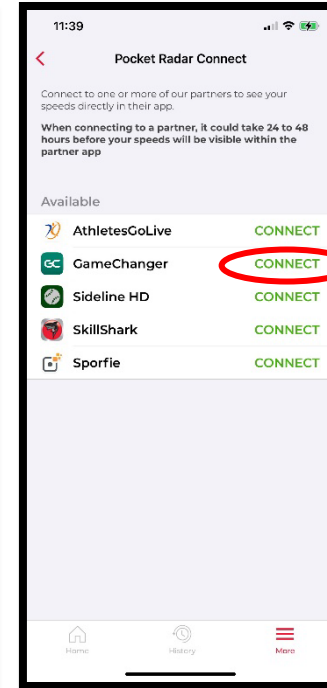 11:39
Pocket Radar Connect
Connect to one or more of our partners to see your
speeds directly in their app.
When connecting to a partner, it could take 24 to 48
hours before your speeds will be visible within the
partner app
Available
AthletesGoLive CONNECT
GC GameChanger CONNECT
Sideline HD CONNECT
SkillShark CONNECT
Sporfie CONNECT
Home History More